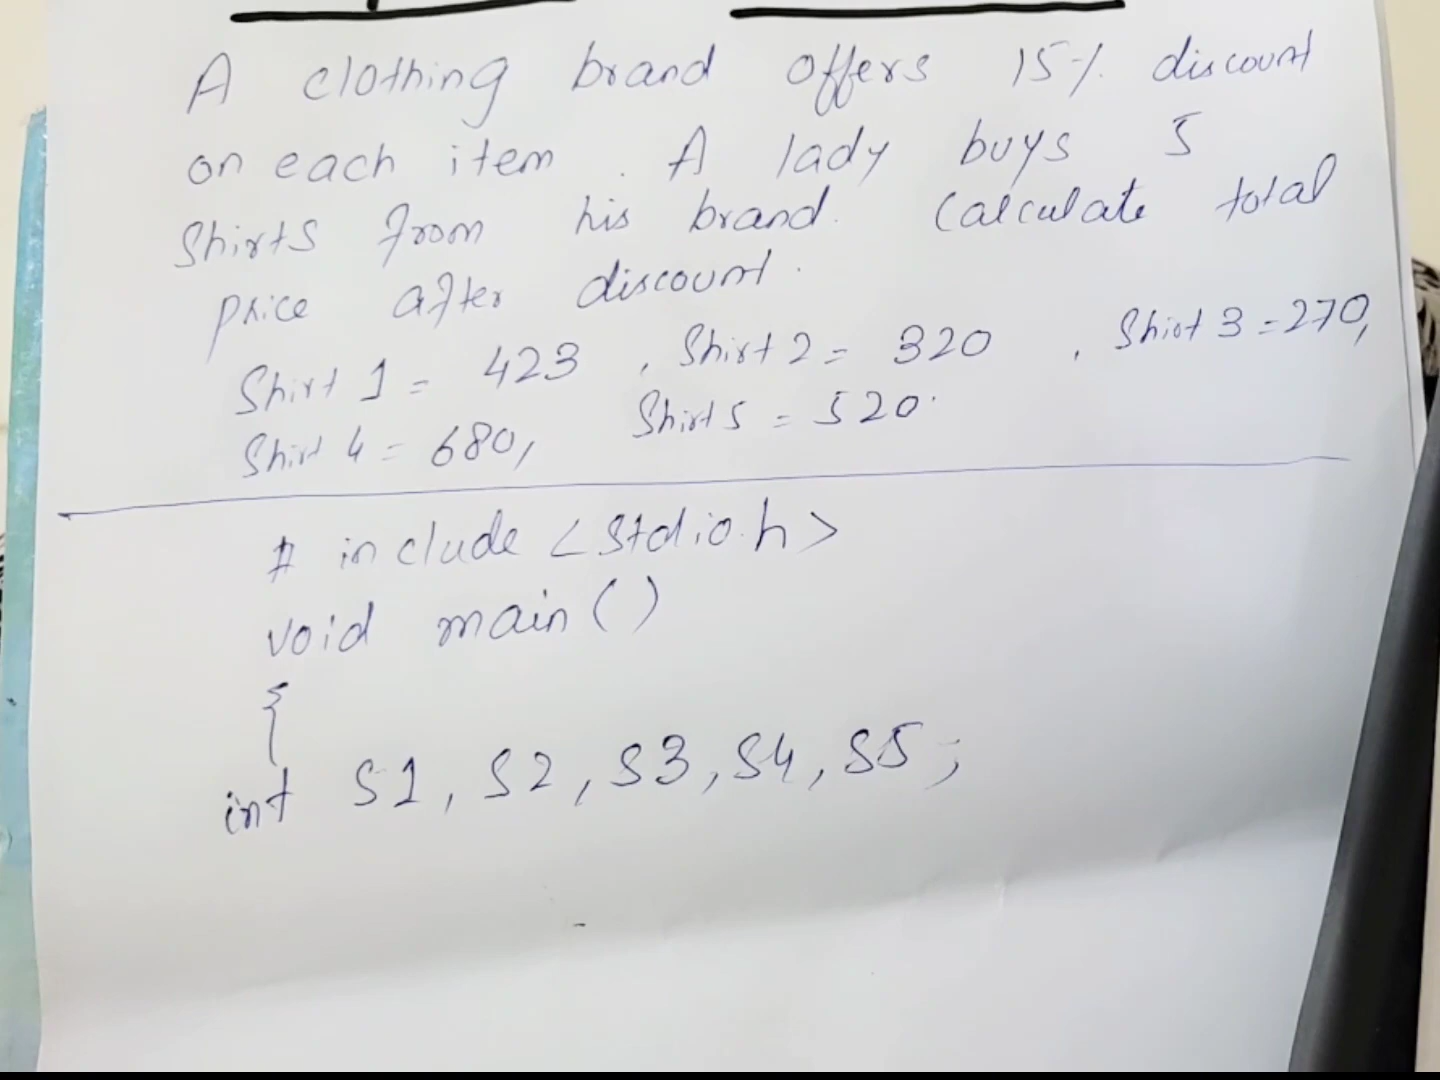 A clothing brand offers 15% discount
on each item. A lady buys 5
Shirts from his brand. Calculate total
price after discount.
Shirt 1 = 423, Shirt 2 = 320, Shirt 3 = 270,
Shirt 4 = 680, Shirt 5 = 520.
# include <stdio.h>
void main()
{
int S1, S2, S3, S4, S5;